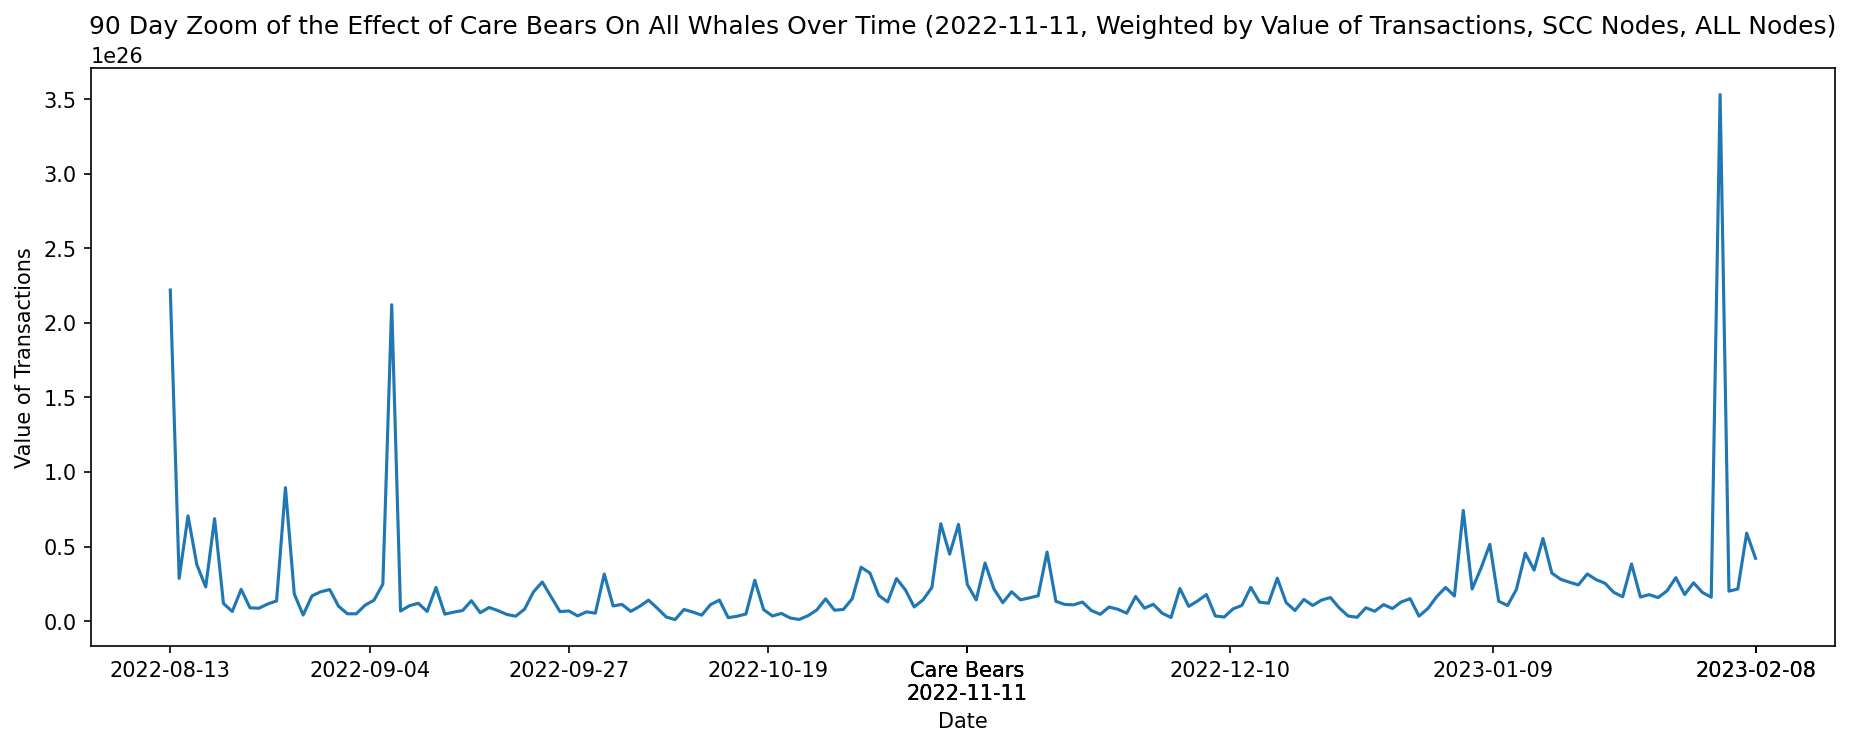 90 Day Zoom of the Effect of Care Bears On All Whales Over Time (2022-11-11, Weighted by Value of Transactions, SCC Nodes, ALL Nodes)
1e26
3.5
3.0
2.5
2.0
1.5
1.0
0.5
0.0
Value of Transactions
2022-08-13 2022-09-04 2022-09-27 2022-10-19 Care Bears 2022-12-10 2023-01-09 2023-02-08
2022-11-11
Date